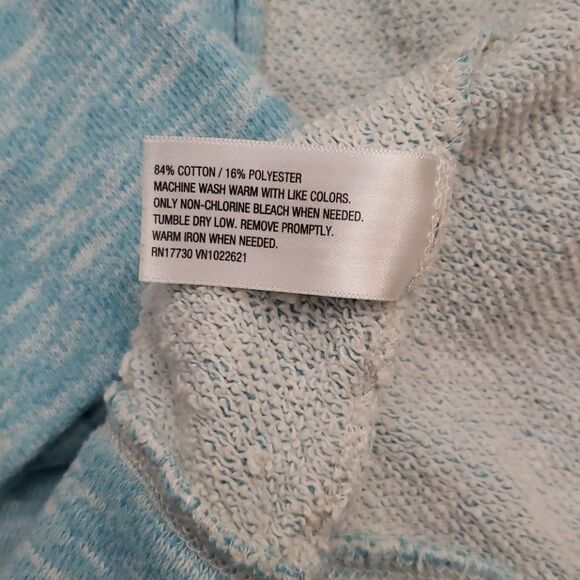 84% COTTON / 16% POLYESTER
MACHINE WASH WARM WITH LIKE COLORS.
ONLY NON-CHLORINE BLEACH WHEN NEEDED.
TUMBLE DRY LOW. REMOVE PROMPTLY.
WARM IRON WHEN NEEDED.
RN17730 VN1022621